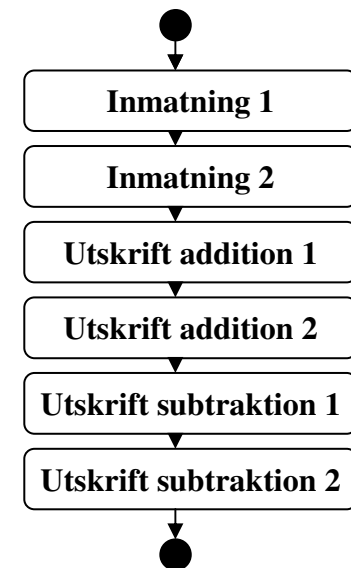 Inmatning 1
Inmatning 2
Utskrift addition 1
Utskrift addition 2
Utskrift subtraktion 1
Utskrift subtraktion 2